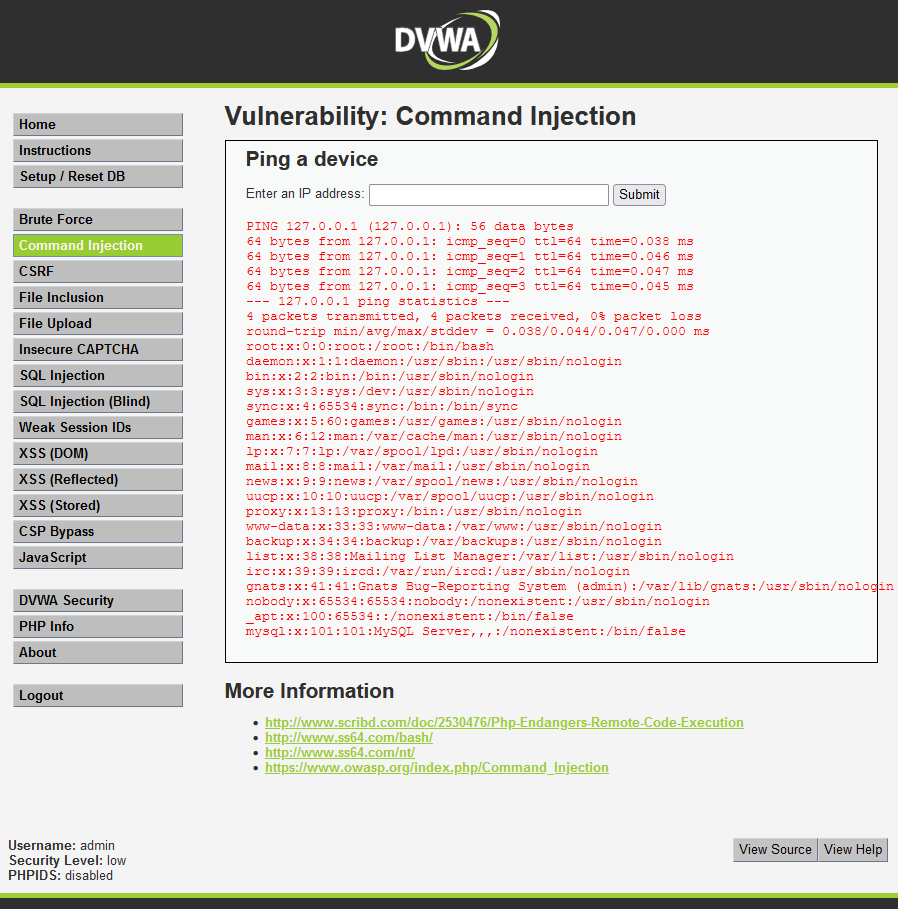 DVWA
Home
Instructions
Setup / Reset DB
Brute Force
Command Injection
CSRF
File Inclusion
File Upload
Insecure CAPTCHA
SQL Injection
SQL Injection (Blind)
Weak Session IDs
XSS (DOM)
XSS (Reflected)
XSS (Stored)
CSP Bypass
JavaScript
DVWA Security
PHP Info
About
Logout
Vulnerability: Command Injection
Ping a device
Enter an IP address: Submit
PING 127.0.0.1 (127.0.0.1): 56 data bytes
64 bytes from 127.0.0.1: icmp_seq=0 ttl=64 time=0.038 ms
64 bytes from 127.0.0.1: icmp_seq=1 ttl=64 time=0.046 ms
64 bytes from 127.0.0.1: icmp_seq=2 ttl=64 time=0.047 ms
64 bytes from 127.0.0.1: icmp_seq=3 ttl=64 time=0.045 ms
--- 127.0.0.1 ping statistics ---
4 packets transmitted, 4 packets received, 0% packet loss
round-trip min/avg/max/stddev = 0.038/0.044/0.047/0.000 ms
root:x:0:0:root:/root:/bin/bash
daemon:x:1:1:daemon:/usr/sbin:/usr/sbin/nologin
bin:x:2:2:bin:/bin:/usr/sbin/nologin
sys:x:3:3:sys:/dev:/usr/sbin/nologin
sync:x:4:65534:sync:/bin:/bin/sync
games:x:5:60:games:/usr/games:/usr/sbin/nologin
man:x:6:12:man:/var/cache/man:/usr/sbin/nologin
lp:x:7:7:lp:/var/spool/lpd:/usr/sbin/nologin
mail:x:8:8:mail:/var/mail:/usr/sbin/nologin
news:x:9:9:news:/var/spool/news:/usr/sbin/nologin
uucp:x:10:10:uucp:/var/spool/uucp:/usr/sbin/nologin
proxy:x:13:13:proxy:/bin:/usr/sbin/nologin
www-data:x:33:33:www-data:/var/www:/usr/sbin/nologin
backup:x:34:34:backup:/var/backups:/usr/sbin/nologin
list:x:38:38:Mailing List Manager:/var/list:/usr/sbin/nologin
irc:x:39:39:ircd:/var/run/ircd:/usr/sbin/nologin
gnats:x:41:41:Gnats Bug-Reporting System (admin):/var/lib/gnats:/usr/sbin/nologin
nobody:x:65534:65534:nobody:/nonexistent:/usr/sbin/nologin
_apt:x:100:65534::/nonexistent:/bin/false
mysql:x:101:101:MySQL Server,,,:/nonexistent:/bin/false
More Information
http://www.scribd.com/doc/2530476/Php-Endangers-Remote-Code-Execution
http://www.ss64.com/bash/
http://www.ss64.com/nt/
https://www.owasp.org/index.php/Command_Injection
Username: admin
Security Level: low
PHPIDS: disabled
View Source View Help